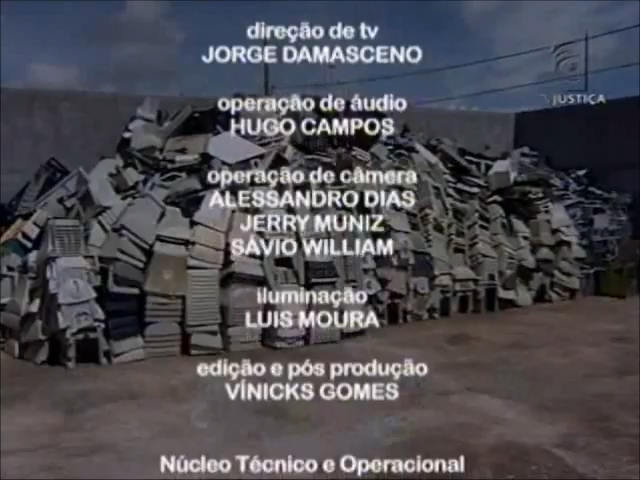 direção de tv
JORGE DAMASCENO
JUSTICA
operação de áudio
HUGO CAMPOS
operação de câmera
ALESSANDRO DIAS
JERRY MUNIZ
SÁVIO WILLIAM
iluminação
LUIS MOURA
edição e pós produção
VÍNICKS GOMES
Núcleo Técnico e Operacional